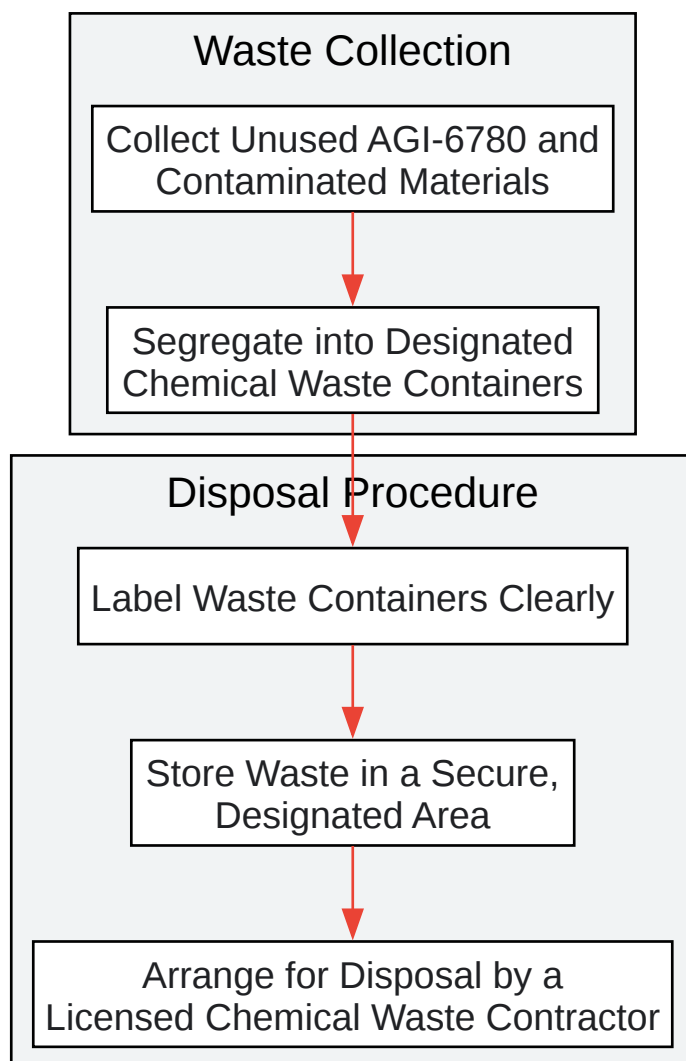 Waste Collection
Collect Unused AGI-6780 and
Contaminated Materials
Segregate into Designated
Chemical Waste Containers
Disposal Procedure
Label Waste Containers Clearly
Store Waste in a Secure,
Designated Area
Arrange for Disposal by a
Licensed Chemical Waste Contractor